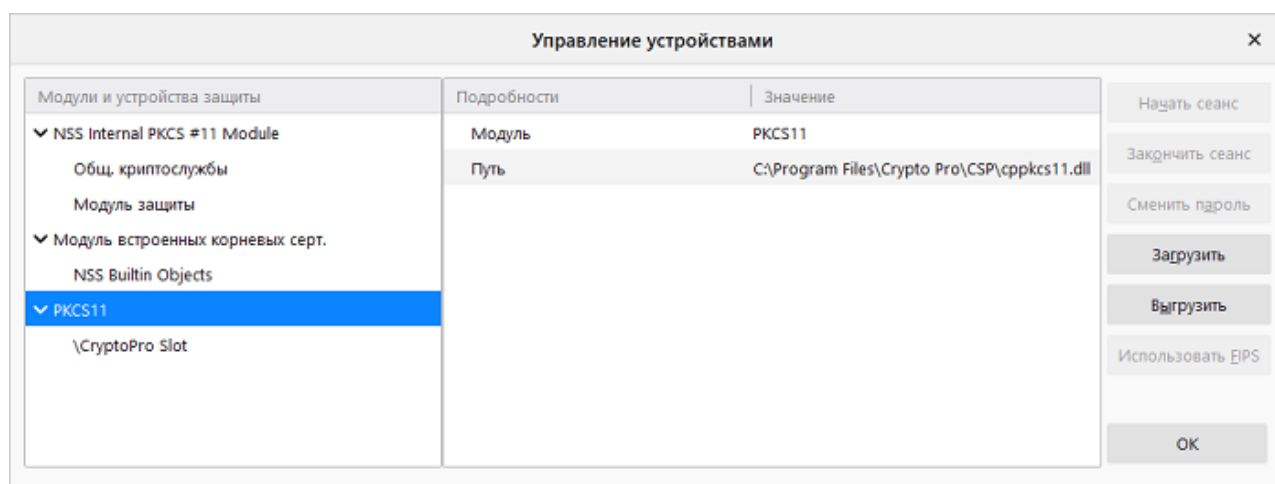 Управление устройствами
Модули и устройства защиты
Подробности
Значение
Начать сеанс
NSS Internal PKCS #11 Module
Модуль
PKCS11
Общ. криптослужбы
Путь
C:\Program Files\Crypto Pro\CSP\cppkcs11.dll
Закончить сеанс
Модуль защиты
Сменить пароль
Модуль встроенных корневых серт.
Загрузить
NSS Builtin Objects
PKCS11
Выгрузить
\CryptoPro Slot
Использовать FIPS
OK